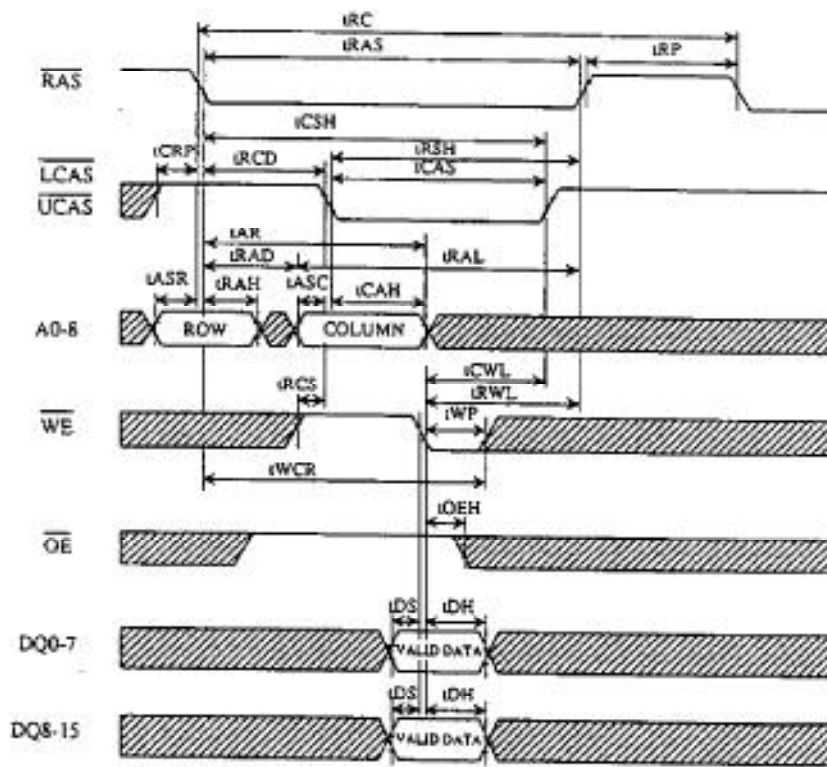 tRC
tRAS
tRP
RAS
tCSH
tCRP
tRCD
tRSH
LCAS
tCAS
UCAS
tAR
tRAD
tRAL
tASR
tRAH
tASC
tCAH
A0-8
ROW
COLUMN
tCWL
tRCS
tRWL
WE
tWP
tWCR
tOEH
OE
tDS
tDH
DQ0-7
VALID DATA
tDS
tDH
DQ8-15
VALID DATA